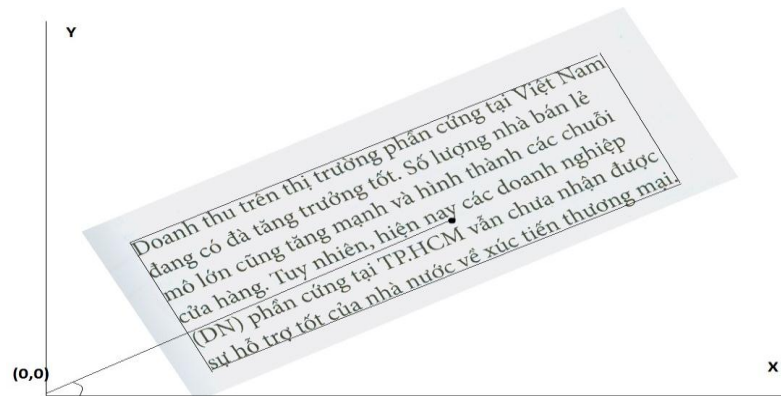 Y
Doanh thu trên thị trường phần cứng tại Việt Nam
đang có đà tăng trưởng tốt. Số lượng nhà bán lẻ
mô lớn cũng tăng mạnh và hình thành các chuỗi
cửa hàng. Tuy nhiên, hiện nay các doanh nghiệp
(DN) phần cứng tại TP.HCM vẫn chưa nhận được
sự hỗ trợ tốt của nhà nước về xúc tiến thương mại.
(0,0)
X